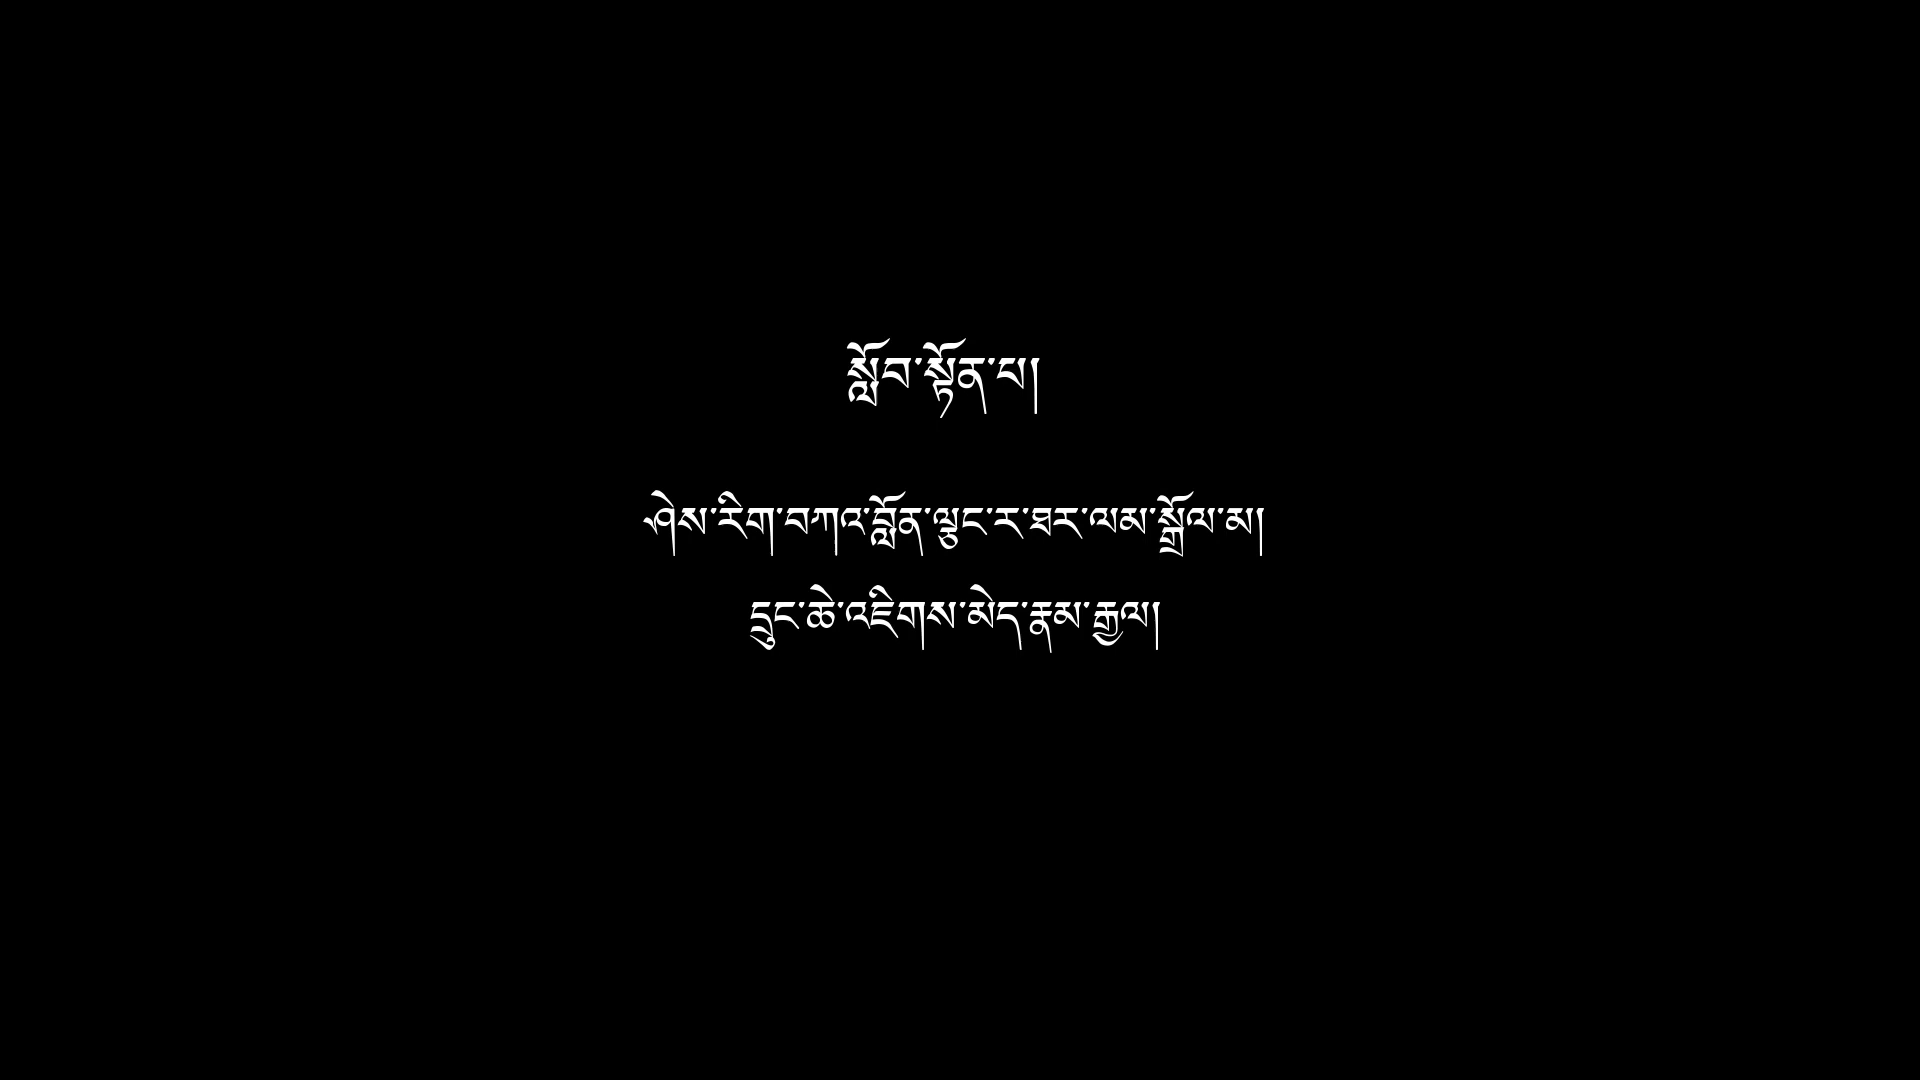 སློབ་སྟོན་པ།
ཤེས་རིག་བཀའ་བློན་ལྕང་ར་ཐར་ལམ་སྒྲོལ་མ།
དྲུང་ཆེ་འཇིགས་མེད་རྣམ་རྒྱལ།